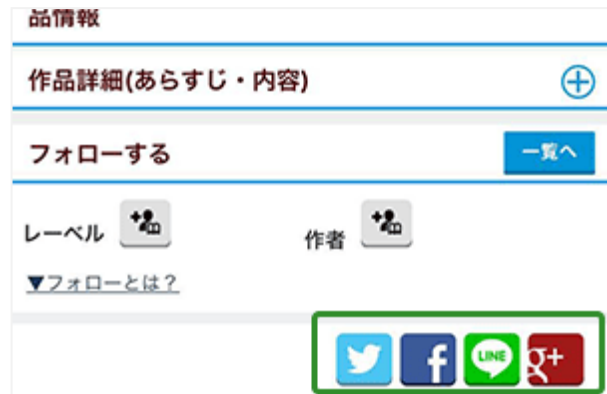 品情報
作品詳細(あらすじ・内容)
フォローする
一覧へ
レーベル
作者
▼フォローとは?
LINE
g+